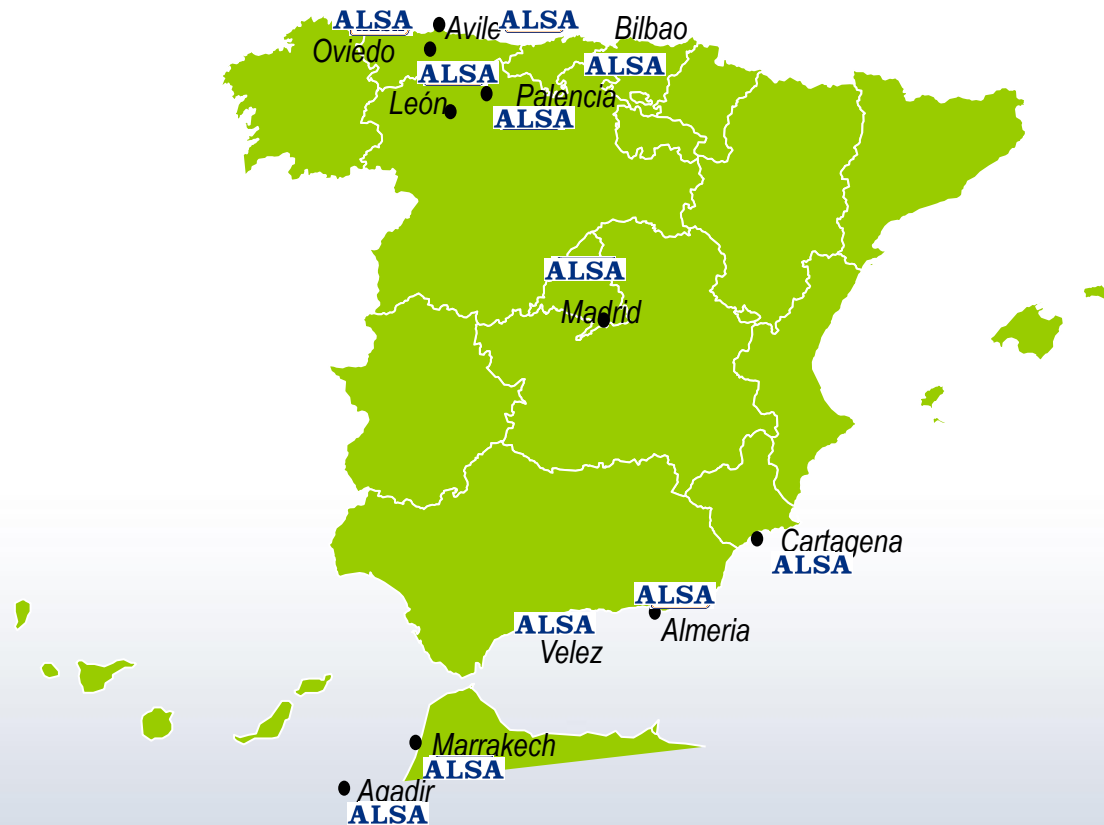 ALSA
Avile
ALSA
Bilbao
Oviedo
ALSA
ALSA
León
Palencia
ALSA
ALSA
Madrid
Cartagena
ALSA
ALSA
ALSA
Almeria
Velez
Marrakech
ALSA
Agadir
ALSA